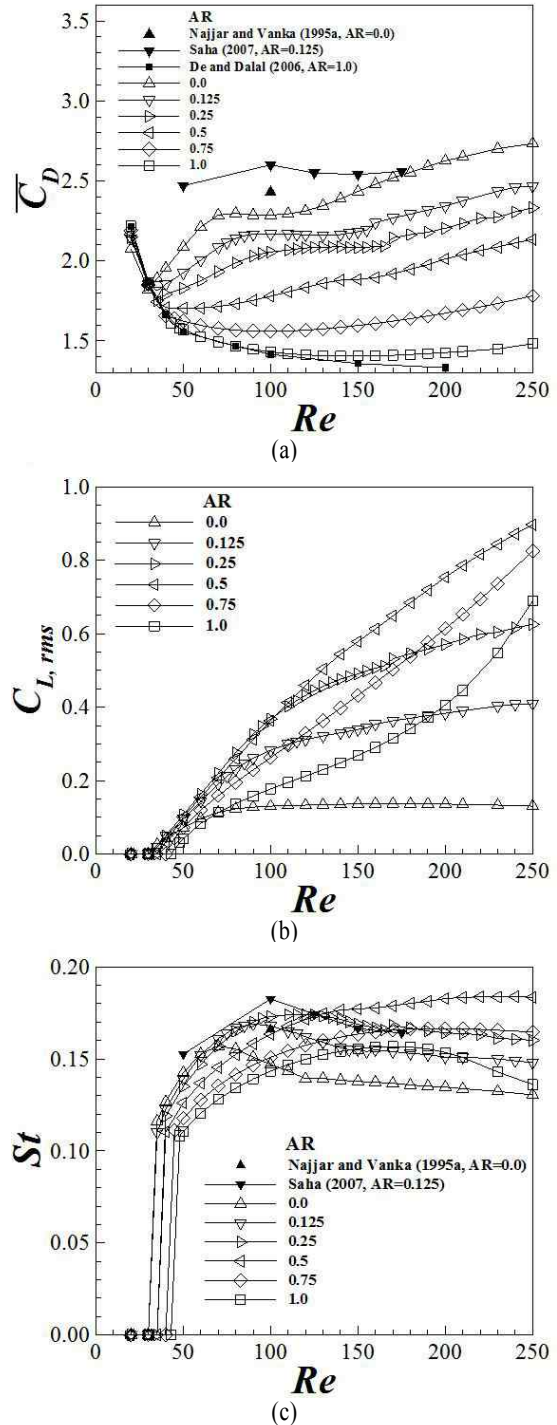 (a)
3.5
3.0
2.5
2.0
1.5
C_D
AR
Najjar and Vanka (1995a, AR=0.0)
Saha (2007, AR=0.125)
De and Dalal (2006, AR=1.0)
0.0
0.125
0.25
0.5
0.75
1.0
0 50 100 150 200 250
Re
(a)
1.0
0.8
0.6
0.4
0.2
0.0
C_L, rms
AR
0.0
0.125
0.25
0.5
0.75
1.0
0 50 100 150 200 250
Re
(b)
0.20
0.15
0.10
0.05
0.00
St
AR
Najjar and Vanka (1995a, AR=0.0)
Saha (2007, AR=0.125)
0.0
0.125
0.25
0.5
0.75
1.0
0 50 100 150 200 250
Re
(c)